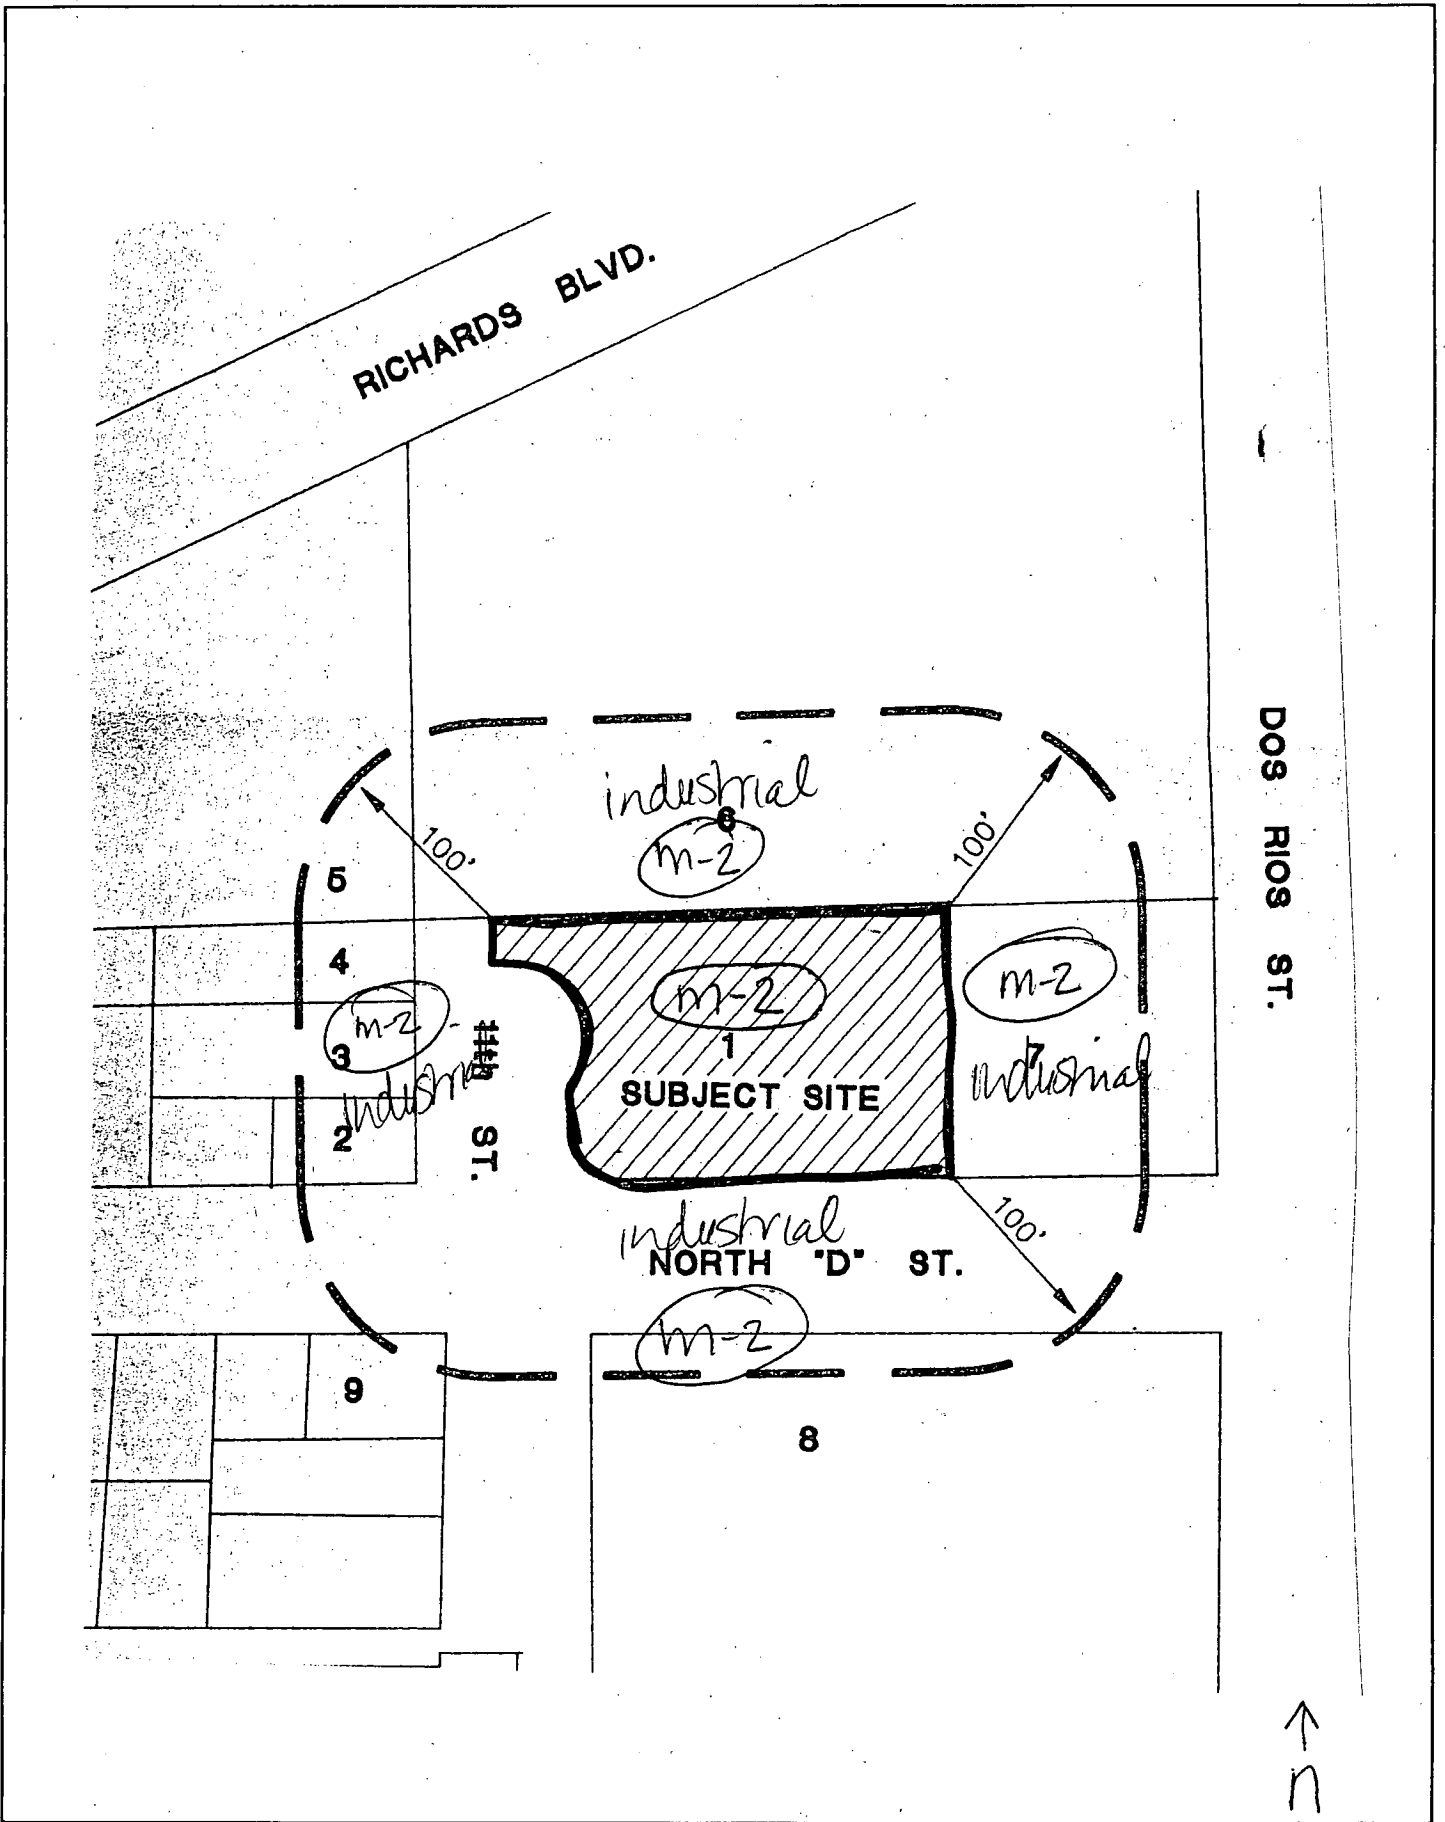 RICHARDS BLVD.
DOS RIOS ST.
industrial
6
m-2
100'
100'
5
4
m-2
3
industrial
2
11th ST.
m-2
1
SUBJECT SITE
m-2
7
industrial
100'
industrial
NORTH "D" ST.
m-2
9
8
n